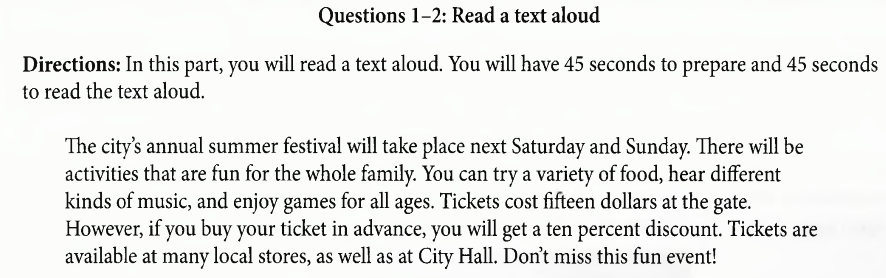 Questions 1–2: Read a text aloud
Directions: In this part, you will read a text aloud. You will have 45 seconds to prepare and 45 seconds
to read the text aloud.
The city's annual summer festival will take place next Saturday and Sunday. There will be
activities that are fun for the whole family. You can try a variety of food, hear different
kinds of music, and enjoy games for all ages. Tickets cost fifteen dollars at the gate.
However, if you buy your ticket in advance, you will get a ten percent discount. Tickets are
available at many local stores, as well as at City Hall. Don't miss this fun event!